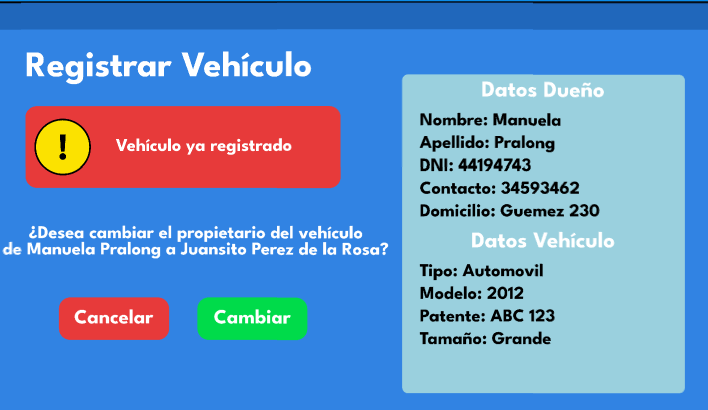 Registrar Vehículo
!
Vehículo ya registrado
¿Desea cambiar el propietario del vehículo
de Manuela Pralong a Juansito Perez de la Rosa?
Cancelar
Cambiar
Datos Dueño
Nombre: Manuela
Apellido: Pralong
DNI: 44194743
Contacto: 34593462
Domicilio: Guemez 230
Datos Vehículo
Tipo: Automovil
Modelo: 2012
Patente: ABC 123
Tamaño: Grande